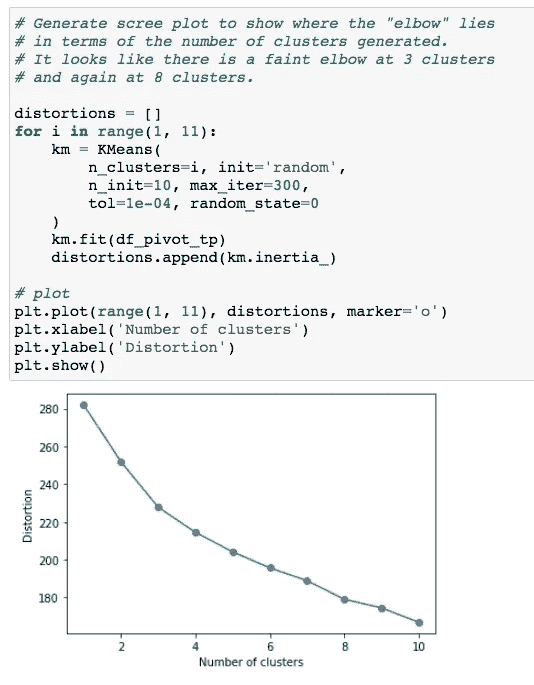 # Generate scree plot to show where the "elbow" lies
# in terms of the number of clusters generated.
# It looks like there is a faint elbow at 3 clusters
# and again at 8 clusters.
distortions = []
for i in range(1, 11):
    km = KMeans(
        n_clusters=i, init='random',
        n_init=10, max_iter=300,
        tol=1e-04, random_state=0
    )
    km.fit(df_pivot_tp)
    distortions.append(km.inertia_)
# plot
plt.plot(range(1, 11), distortions, marker='o')
plt.xlabel('Number of clusters')
plt.ylabel('Distortion')
plt.show()
280
260
240
220
200
180
Distortion
2 4 6 8 10
Number of clusters